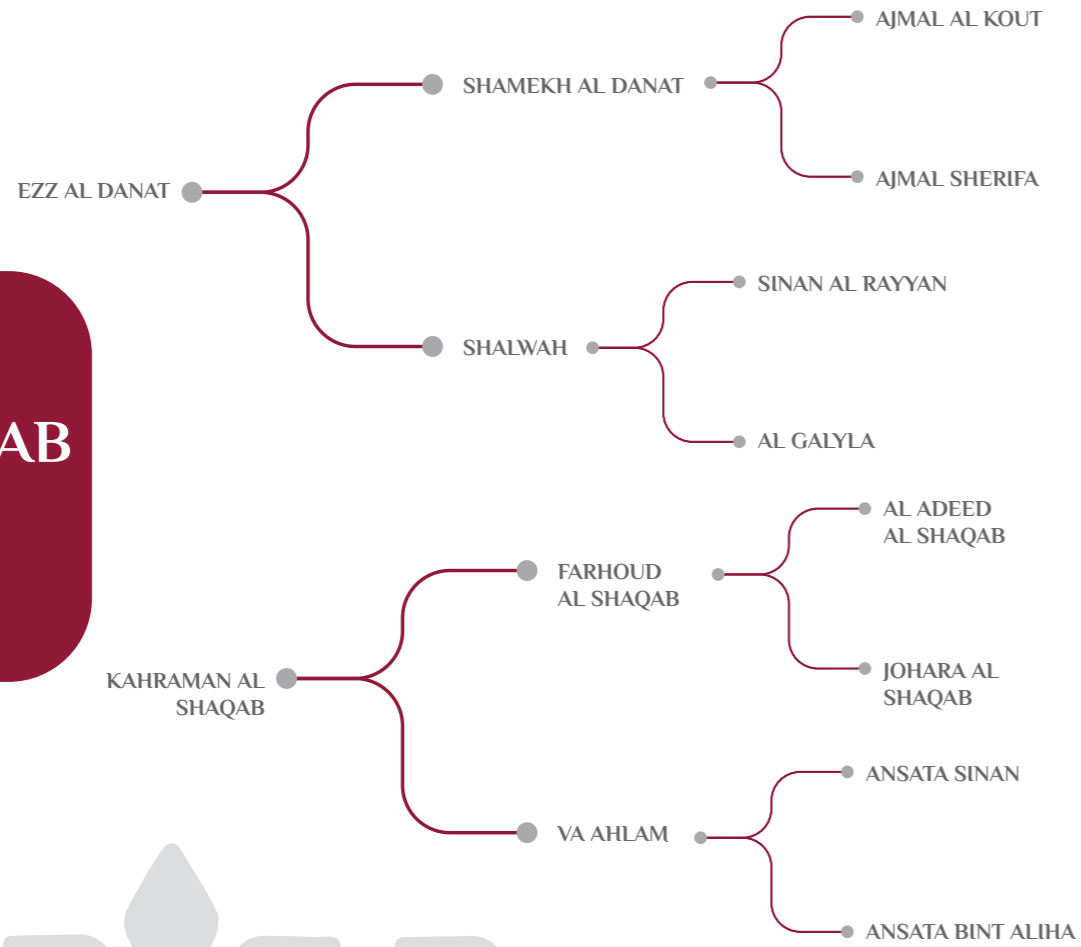 AJMAL AL KOUT
SHAMEKH AL DANAT
AJMAL SHERIFA
EZZ AL DANAT
SINAN AL RAYYAN
SHALWAH
AL GALYLA
AB
AL ADEED
AL SHAQAB
FARHOUD
AL SHAQAB
JOHARA AL
SHAQAB
KAHRAMAN AL
SHAQAB
ANSATA SINAN
VA AHLAM
ANSATA BINT ALIHA